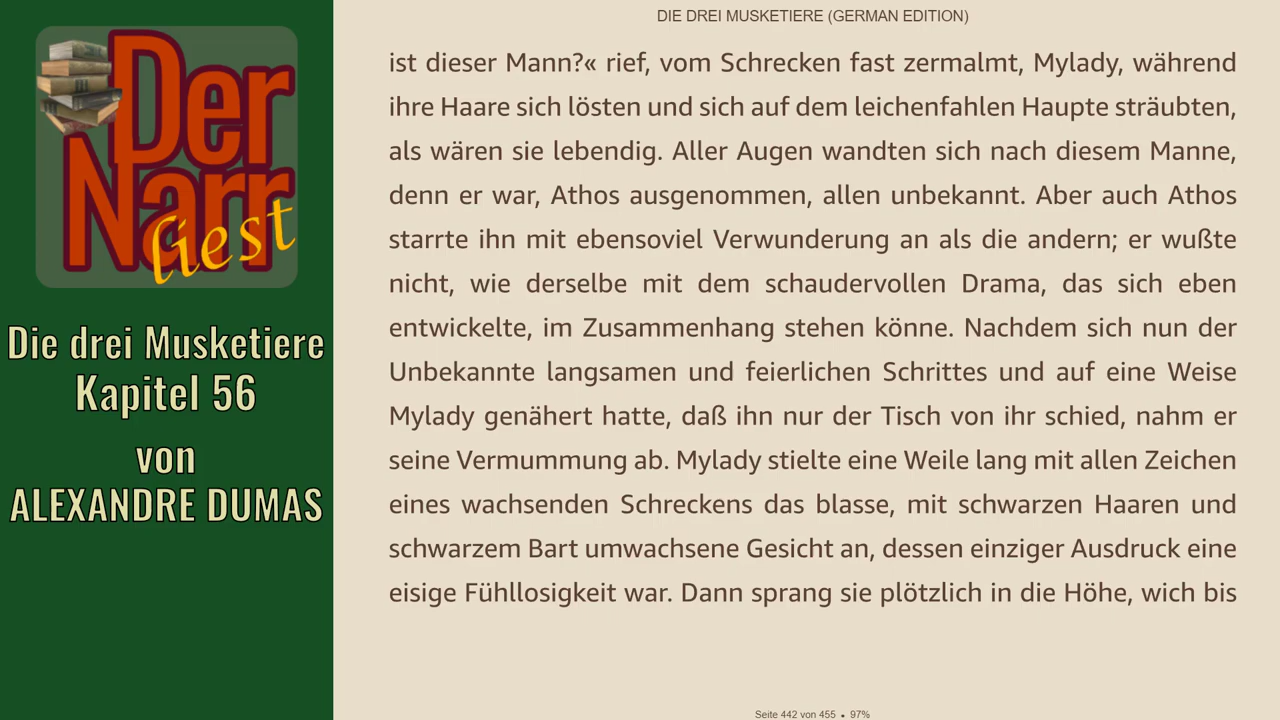 Der
Narr
liest
Die drei Musketiere
Kapitel 56
von
ALEXANDRE DUMAS
DIE DREI MUSKETIERE (GERMAN EDITION)
ist dieser Mann?« rief, vom Schrecken fast zermalmt, Mylady, während
ihre Haare sich lösten und sich auf dem leichenfahlen Haupte sträubten,
als wären sie lebendig. Aller Augen wandten sich nach diesem Manne,
denn er war, Athos ausgenommen, allen unbekannt. Aber auch Athos
starrte ihn mit ebensoviel Verwunderung an als die andern; er wußte
nicht, wie derselbe mit dem schaudervollen Drama, das sich eben
entwickelte, im Zusammenhang stehen könne. Nachdem sich nun der
Unbekannte langsamen und feierlichen Schrittes und auf eine Weise
Mylady genähert hatte, daß ihn nur der Tisch von ihr schied, nahm er
seine Vermummung ab. Mylady stielte eine Weile lang mit allen Zeichen
eines wachsenden Schreckens das blasse, mit schwarzen Haaren und
schwarzem Bart umwachsene Gesicht an, dessen einziger Ausdruck eine
eisige Fühllosigkeit war. Dann sprang sie plötzlich in die Höhe, wich bis
Seite 442 von 455 • 97%